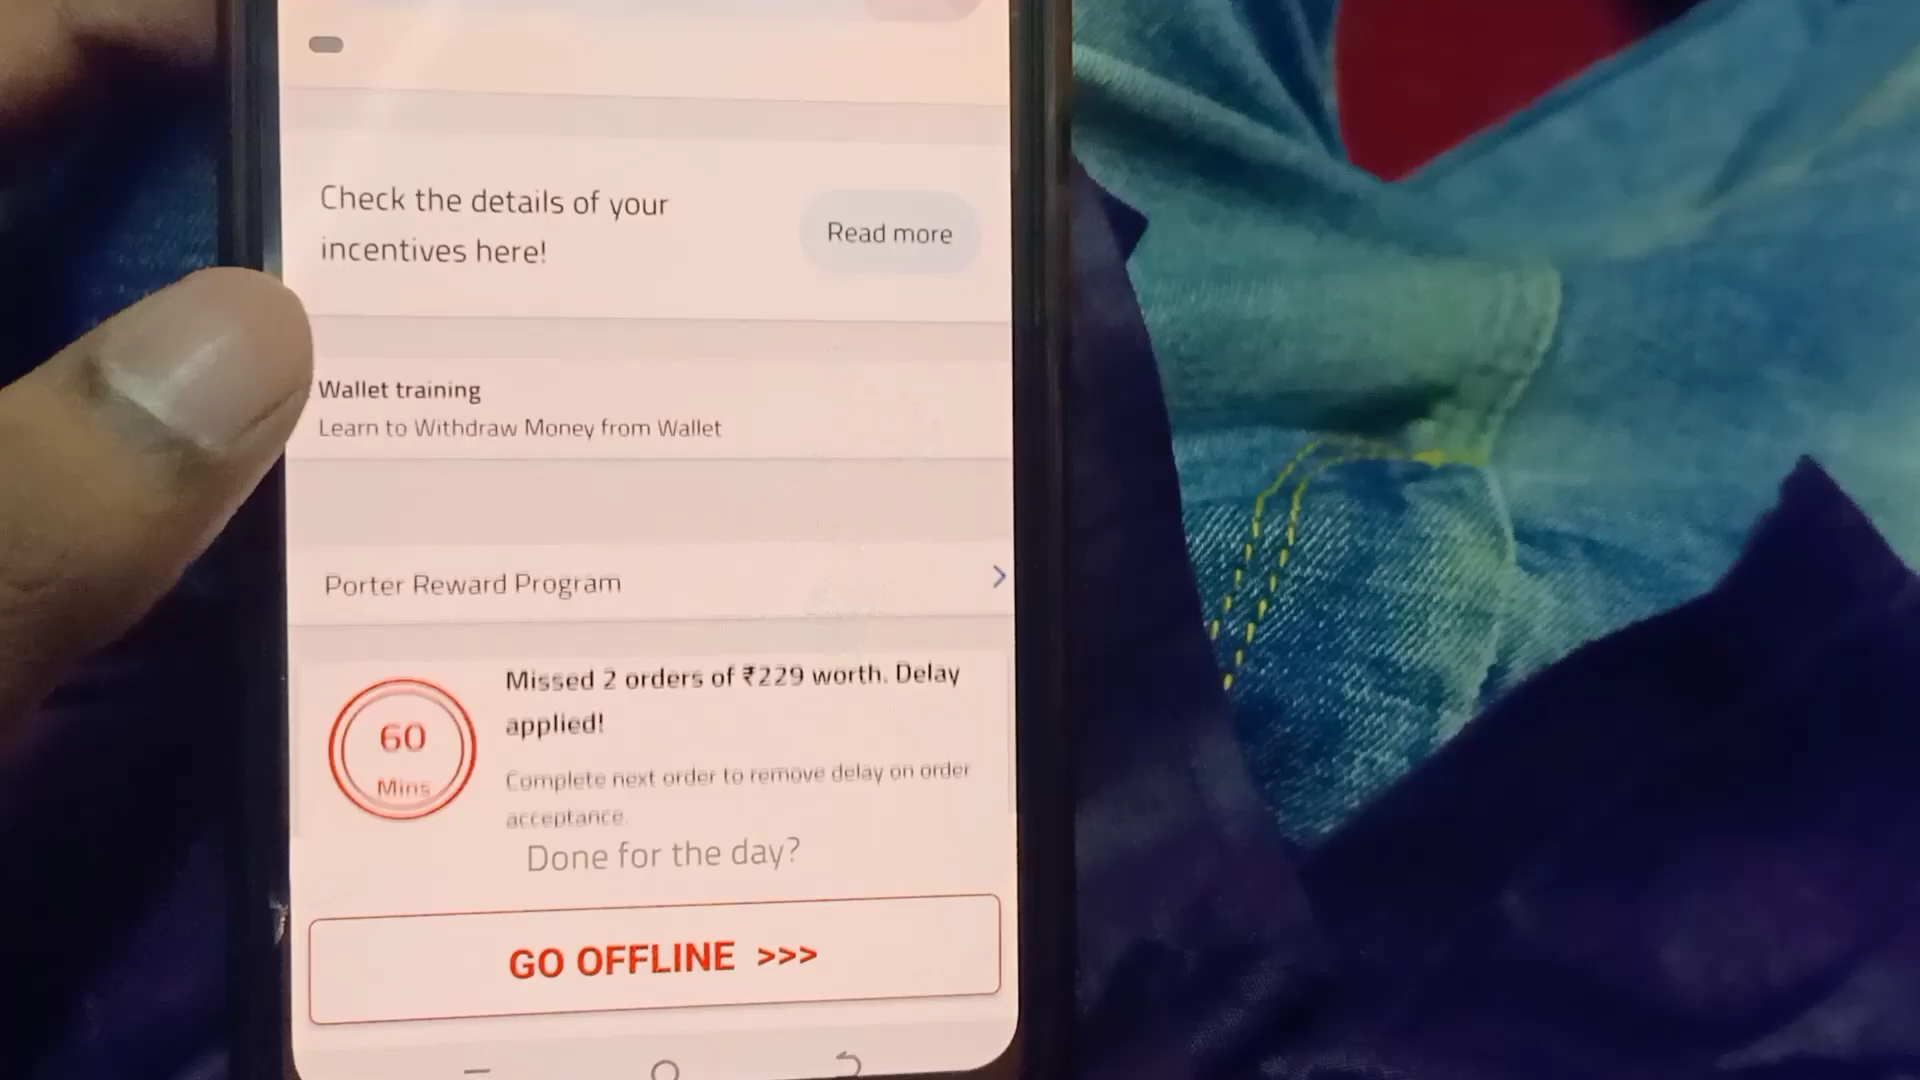 Check the details of your
incentives here!
Read more
Wallet training
Learn to Withdraw Money from Wallet
Porter Reward Program
60
Mins
Missed 2 orders of ₹229 worth. Delay
applied!
Complete next order to remove delay on order
acceptance.
Done for the day?
GO OFFLINE >>>